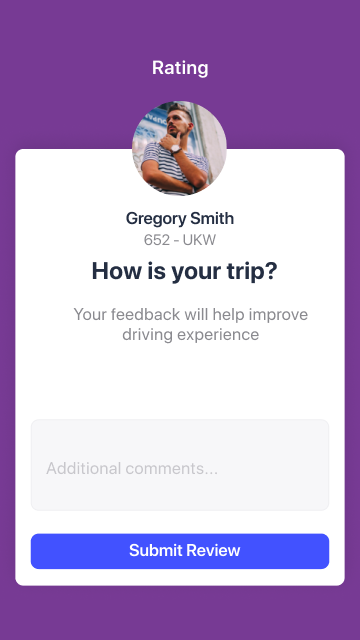 Rating
Gregory Smith
652 - UKW
How is your trip?
Your feedback will help improve
driving experience
Additional comments...
Submit Review